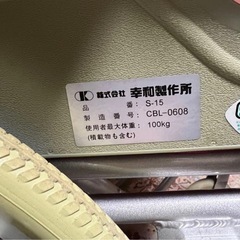 K 株式会社 幸和製作所
品番：S-15
製造番号：CBL-0608
使用者最大体重：100kg
(積載物も含む)